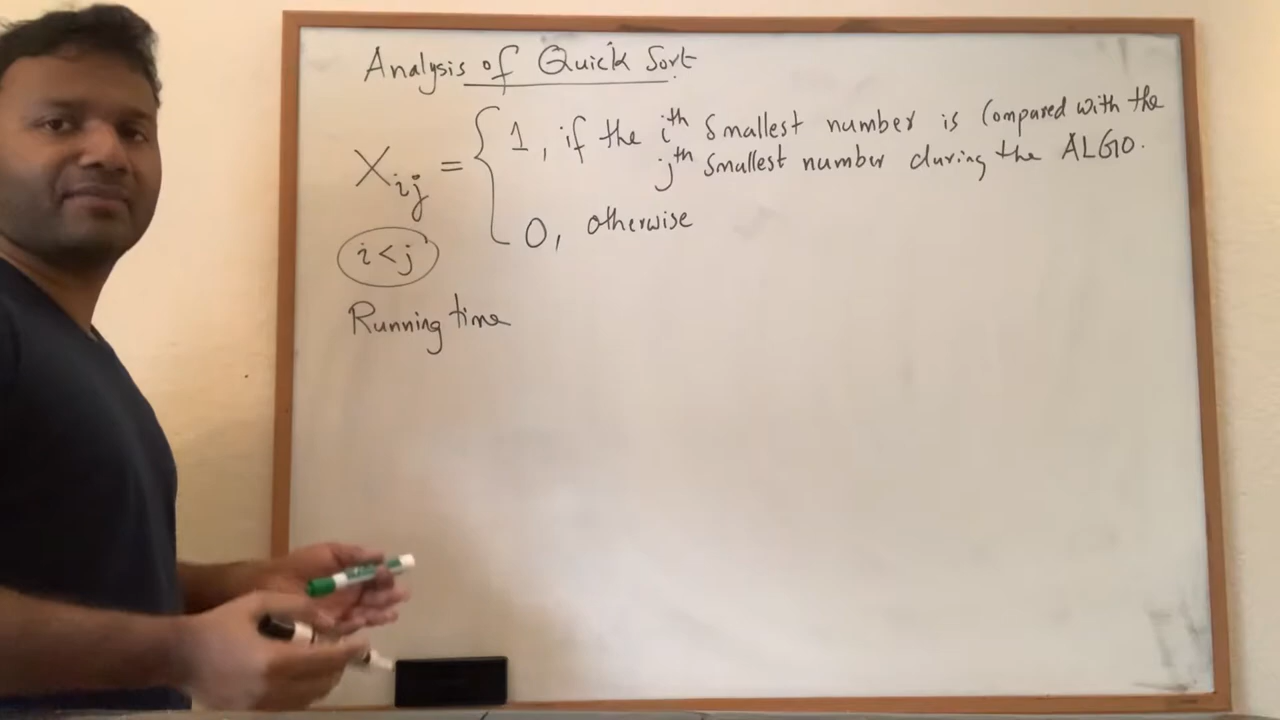 Analysis of Quick Sort
X_ij = { 1, if the i^th smallest number is compared with the
j^th smallest number during the ALGO.
0, otherwise
i < j
Running time